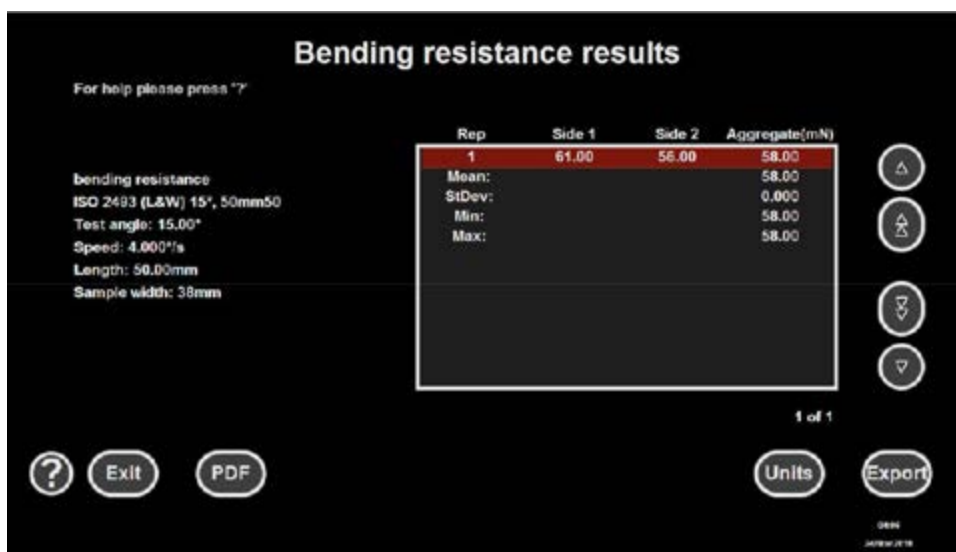 Bending resistance results
For help please press '?'
Rep Side 1 Side 2 Aggregate(mN)
1 61.00 56.00 58.00
Mean: 58.00
StDev: 0.000
Min: 58.00
Max: 58.00
bending resistance
ISO 2493 (L&W) 15°, 50mm50
Test angle: 15.00°
Speed: 4.000°/s
Length: 50.00mm
Sample width: 38mm
1 of 1
? Exit PDF Units Export